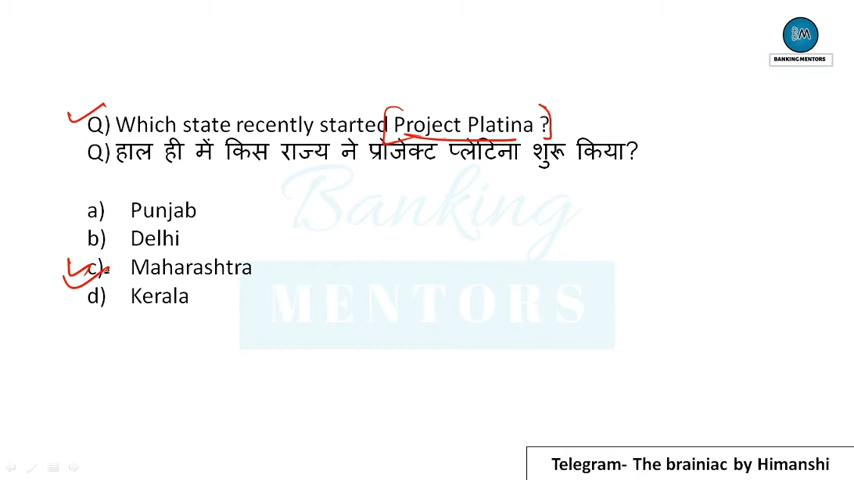 BANKING MENTORS
Q) Which state recently started Project Platina ?
Q) हाल ही में किस राज्य ने प्रोजेक्ट प्लेटिना शुरू किया?
a) Punjab
b) Delhi
c) Maharashtra
d) Kerala
Banking
MENTORS
Telegram- The brainiac by Himanshi